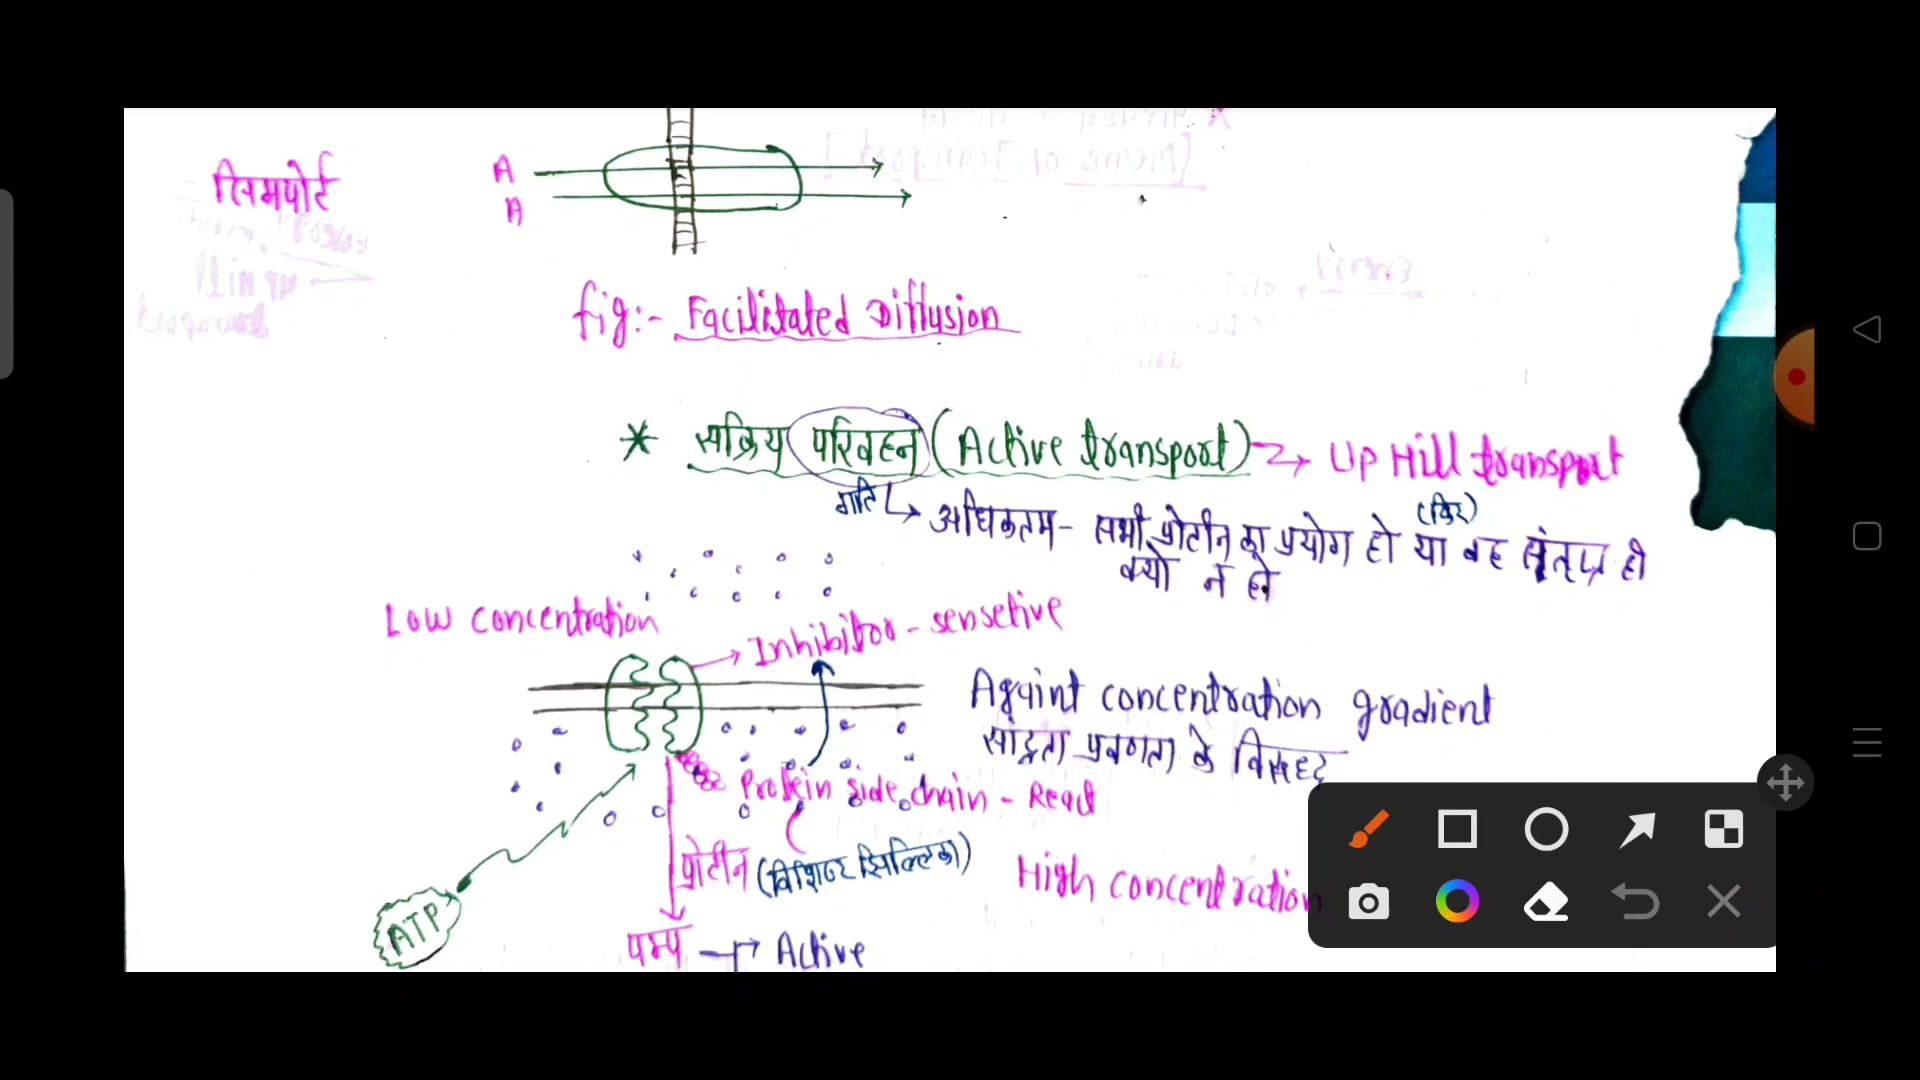 सिमपोर्ट
A
A
fig:- Facilitated Diffusion
* सक्रिय परिवहन (Active transport) → Up Hill transport
गति ↳ अधिकतम - सभी प्रोटीन का प्रयोग हो या वह संतृप्त ही
(फिर)
क्यों न हो
Low concentration
→ Inhibitor - sensetive
Againt concentration gradient
सांद्रता प्रवणता के विरुद्ध
Protein side chain - React
प्रोटीन (विशिष्ट झिल्लिका)
High concentration
ATP
पम्प → Active